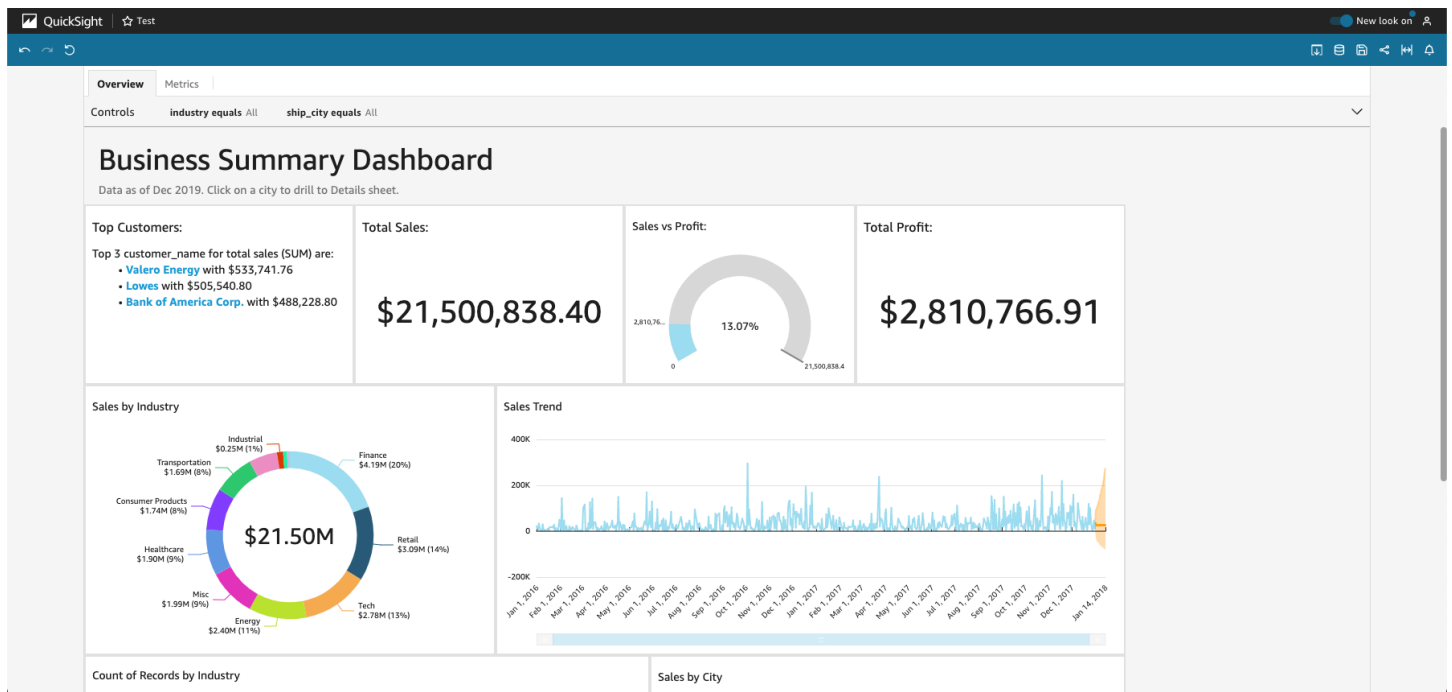 QuickSight
Test
New look on
Overview
Metrics
Controls
industry equals All
ship_city equals All
Business Summary Dashboard
Data as of Dec 2019. Click on a city to drill to Details sheet.
Top Customers:
Top 3 customer_name for total sales (SUM) are:
• Valero Energy with $533,741.76
• Lowes with $505,540.80
• Bank of America Corp. with $488,228.80
Total Sales:
$21,500,838.40
Sales vs Profit:
2,810,76...
13.07%
0
21,500,838.4
Total Profit:
$2,810,766.91
Sales by Industry
Industrial
$0.25M (1%)
Finance
$4.19M (20%)
Transportation
$1.69M (8%)
Consumer Products
$1.74M (8%)
$21.50M
Retail
$3.09M (14%)
Healthcare
$1.90M (9%)
Misc
$1.99M (9%)
Tech
$2.78M (13%)
Energy
$2.40M (11%)
Sales Trend
400K
200K
0
-200K
Jan 1, 2016
Feb 1, 2016
Mar 1, 2016
Apr 1, 2016
May 1, 2016
Jun 1, 2016
Jul 1, 2016
Aug 1, 2016
Sep 1, 2016
Oct 1, 2016
Nov 1, 2016
Dec 1, 2016
Jan 1, 2017
Feb 1, 2017
Mar 1, 2017
Apr 1, 2017
May 1, 2017
Jun 1, 2017
Jul 1, 2017
Aug 1, 2017
Sep 1, 2017
Oct 1, 2017
Nov 1, 2017
Dec 1, 2017
Jan 14, 2018
Count of Records by Industry
Sales by City